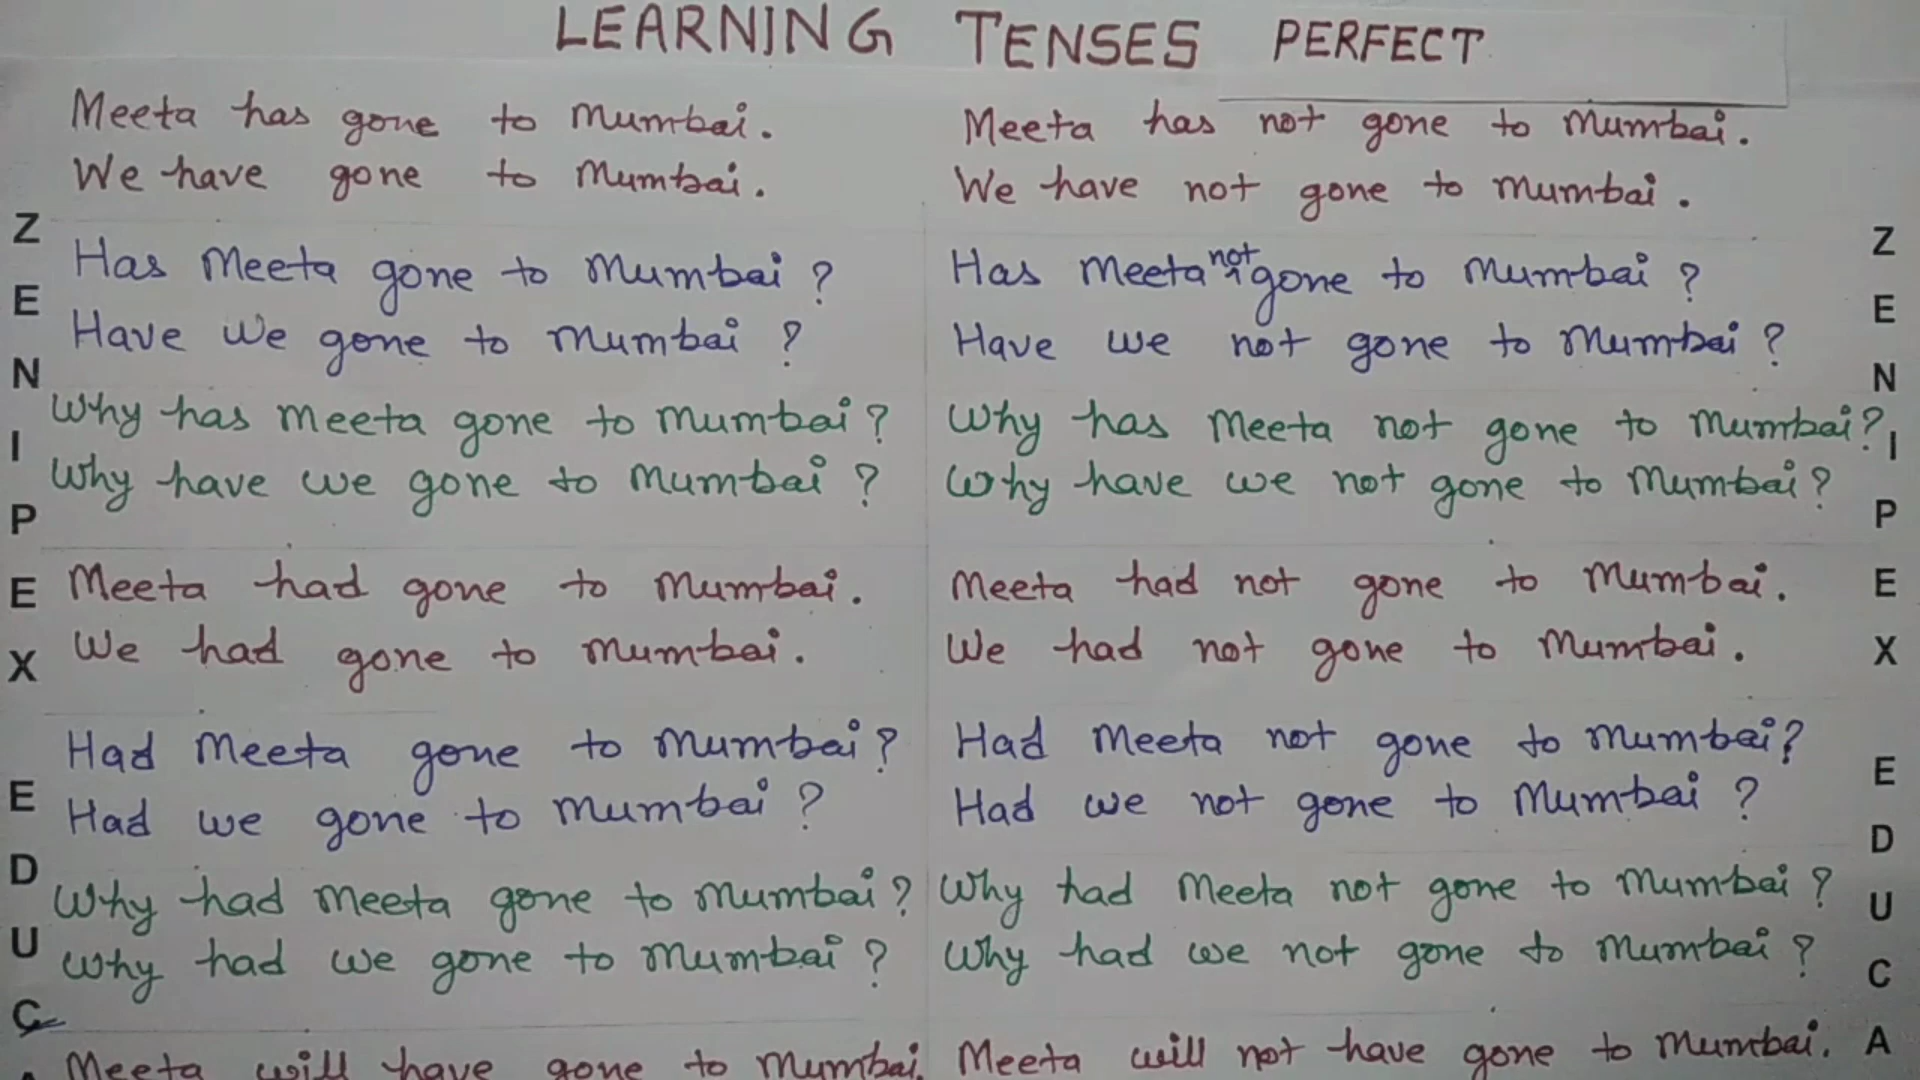 LEARNING TENSES PERFECT
Meeta has gone to Mumbai.
We have gone to Mumbai.
Has Meeta gone to Mumbai?
Have we gone to Mumbai?
Why has Meeta gone to Mumbai?
Why have we gone to Mumbai?
Meeta had gone to Mumbai.
We had gone to Mumbai.
Had Meeta gone to Mumbai?
Had we gone to Mumbai?
Why had Meeta gone to Mumbai?
Why had we gone to Mumbai?
Meeta will have gone to Mumbai.
Meeta has not gone to Mumbai.
We have not gone to Mumbai.
Has Meeta not gone to Mumbai?
Have we not gone to Mumbai?
Why has Meeta not gone to Mumbai?
Why have we not gone to Mumbai?
Meeta had not gone to Mumbai.
We had not gone to Mumbai.
Had Meeta not gone to Mumbai?
Had we not gone to Mumbai?
Why had Meeta not gone to Mumbai?
Why had we not gone to Mumbai?
Meeta will not have gone to Mumbai.
ZENIPEX EDUC
ZENIPEX EDUCA